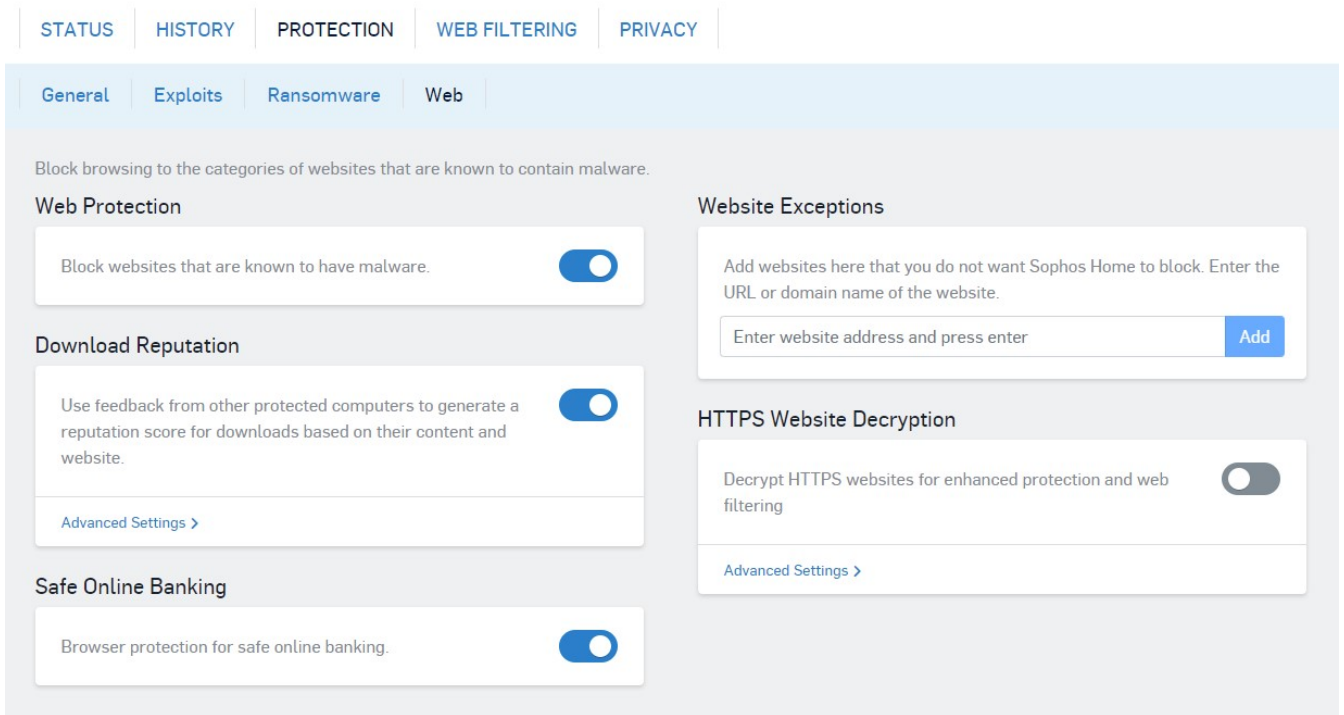 STATUS HISTORY PROTECTION WEB FILTERING PRIVACY
General Exploits Ransomware Web
Block browsing to the categories of websites that are known to contain malware.
Web Protection
Block websites that are known to have malware.
Download Reputation
Use feedback from other protected computers to generate a
reputation score for downloads based on their content and
website.
Advanced Settings >
Safe Online Banking
Browser protection for safe online banking.
Website Exceptions
Add websites here that you do not want Sophos Home to block. Enter the
URL or domain name of the website.
Enter website address and press enter Add
HTTPS Website Decryption
Decrypt HTTPS websites for enhanced protection and web
filtering
Advanced Settings >